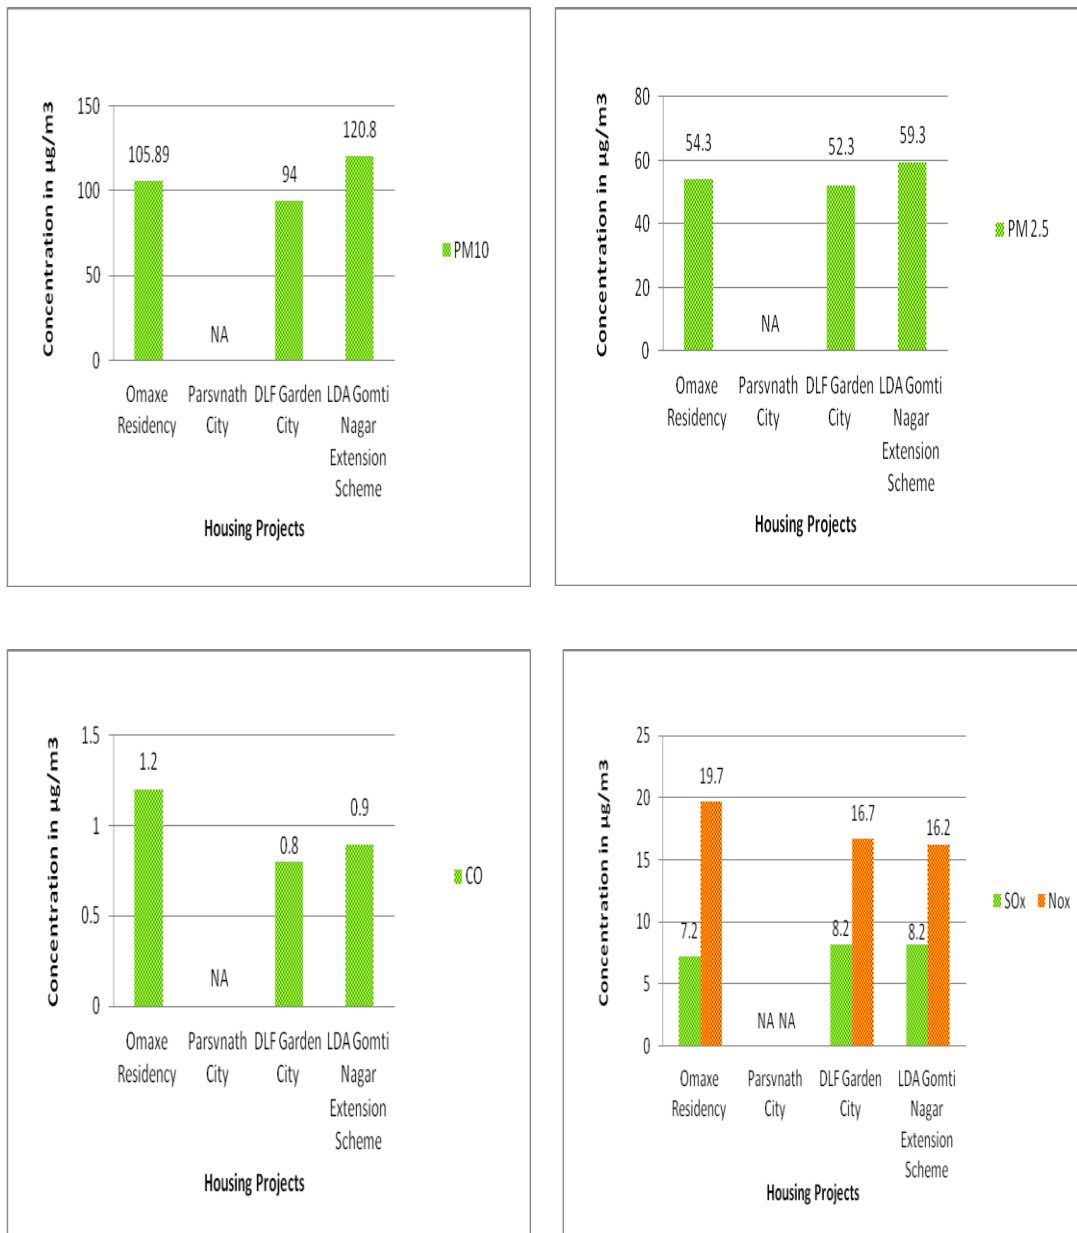 Concentration in µg/m3
150
100
50
0
105.89
NA
94
120.8
PM10
Omaxe Residency
Parsvnath City
DLF Garden City
LDA Gomti Nagar Extension Scheme
Housing Projects
Concentration in µg/m3
80
60
40
20
0
54.3
NA
52.3
59.3
PM 2.5
Omaxe Residency
Parsvnath City
DLF Garden City
LDA Gomti Nagar Extension Scheme
Housing Projects
Concentration in µg/m3
1.5
1
0.5
0
1.2
NA
0.8
0.9
CO
Omaxe Residency
Parsvnath City
DLF Garden City
LDA Gomti Nagar Extension Scheme
Housing Projects
Concentration in µg/m3
25
20
15
10
5
0
7.2
19.7
NA NA
8.2
16.7
8.2
16.2
SOx Nox
Omaxe Residency
Parsvnath City
DLF Garden City
LDA Gomti Nagar Extension Scheme
Housing Projects